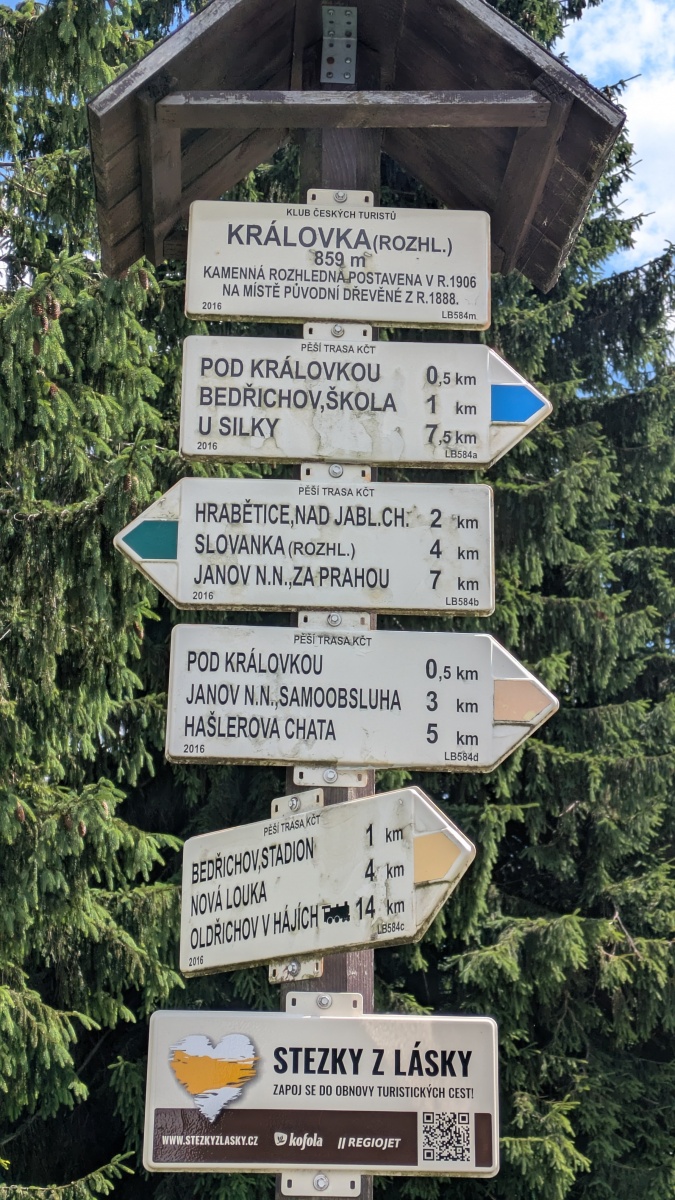 KLUB ČESKÝCH TURISTŮ
KRÁLOVKA (ROZHL.)
859 m
KAMENNÁ ROZHLEDNA POSTAVENA V R.1906
NA MÍSTĚ PŮVODNÍ DŘEVĚNÉ Z R.1888.
2016 LB584m
PĚŠÍ TRASA KČT
POD KRÁLOVKOU 0,5 km
BEDŘICHOV,ŠKOLA 1 km
U SILKY 7,5 km
2016 LB584a
PĚŠÍ TRASA KČT
HRABĚTICE,NAD JABL.CH. 2 km
SLOVANKA (ROZHL.) 4 km
JANOV N.N.,ZA PRAHOU 7 km
2016 LB584b
PĚŠÍ TRASA KČT
POD KRÁLOVKOU 0,5 km
JANOV N.N.,SAMOOBSLUHA 3 km
HAŠLEROVA CHATA 5 km
2016 LB584d
PĚŠÍ TRASA KČT
BEDŘICHOV,STADION 1 km
NOVÁ LOUKA 4 km
OLDŘICHOV V HÁJÍCH 14 km
2016 LB584c
STEZKY Z LÁSKY
ZAPOJ SE DO OBNOVY TURISTICKÝCH CEST!
WWW.STEZKYZLASKY.CZ kofola REGIOJET